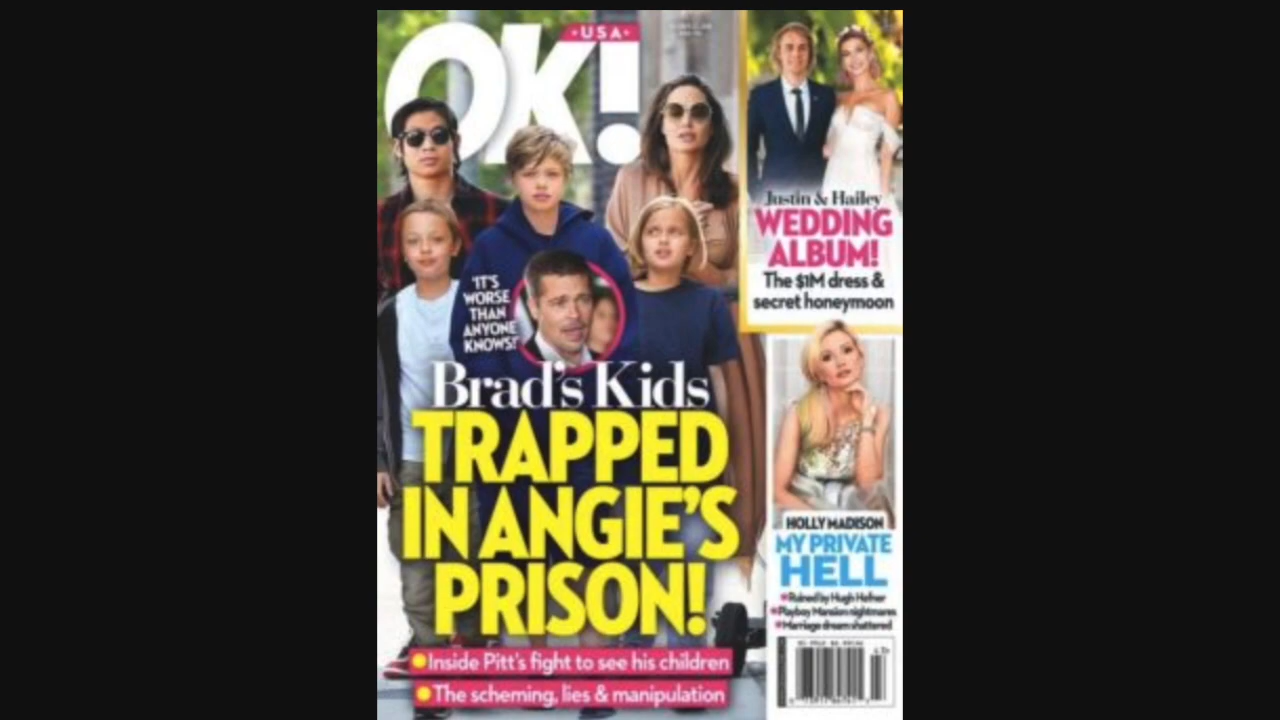 OK!
·USA·
Justin & Hailey
WEDDING
ALBUM!
The $1M dress &
secret honeymoon
'IT'S
WORSE
THAN
ANYONE
KNOWS!'
Brad's Kids
TRAPPED
IN ANGIE'S
PRISON!
Inside Pitt's fight to see his children
The scheming, lies & manipulation
HOLLY MADISON
MY PRIVATE
HELL
Ruined by Hugh Hefner
Playboy Mansion nightmares
Marriage dream shattered